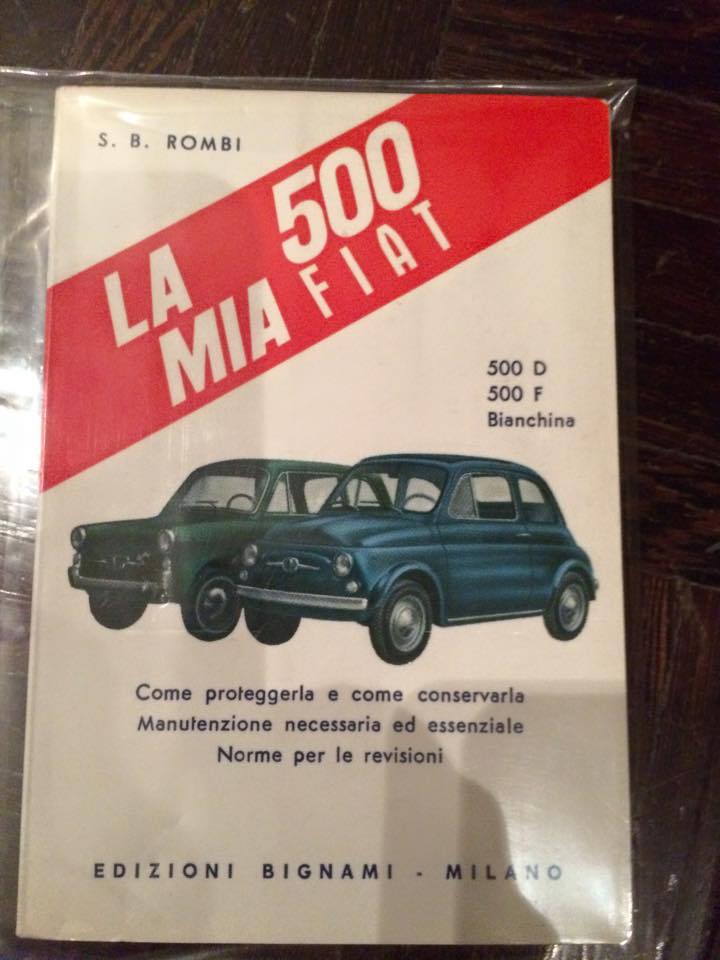 S. B. ROMBI
LA MIA
500
FIAT
500 D
500 F
Bianchina
Come proteggerla e come conservarla
Manutenzione necessaria ed essenziale
Norme per le revisioni
EDIZIONI BIGNAMI - MILANO